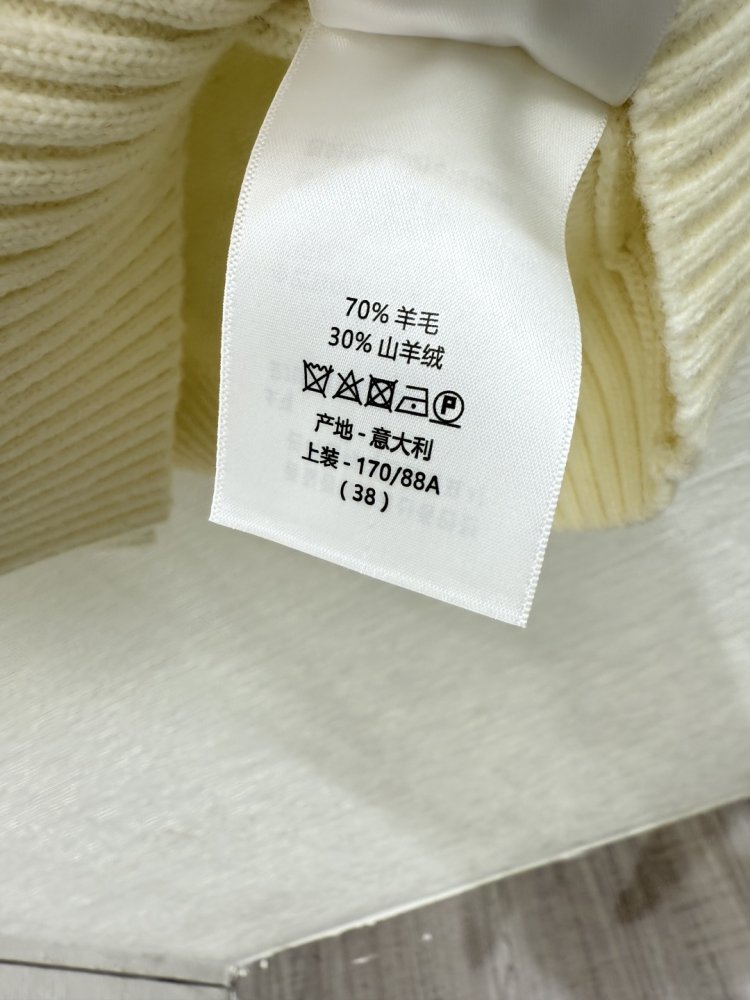 70% 羊毛
30% 山羊绒
P
产地 - 意大利
上装 - 170/88A
( 38 )